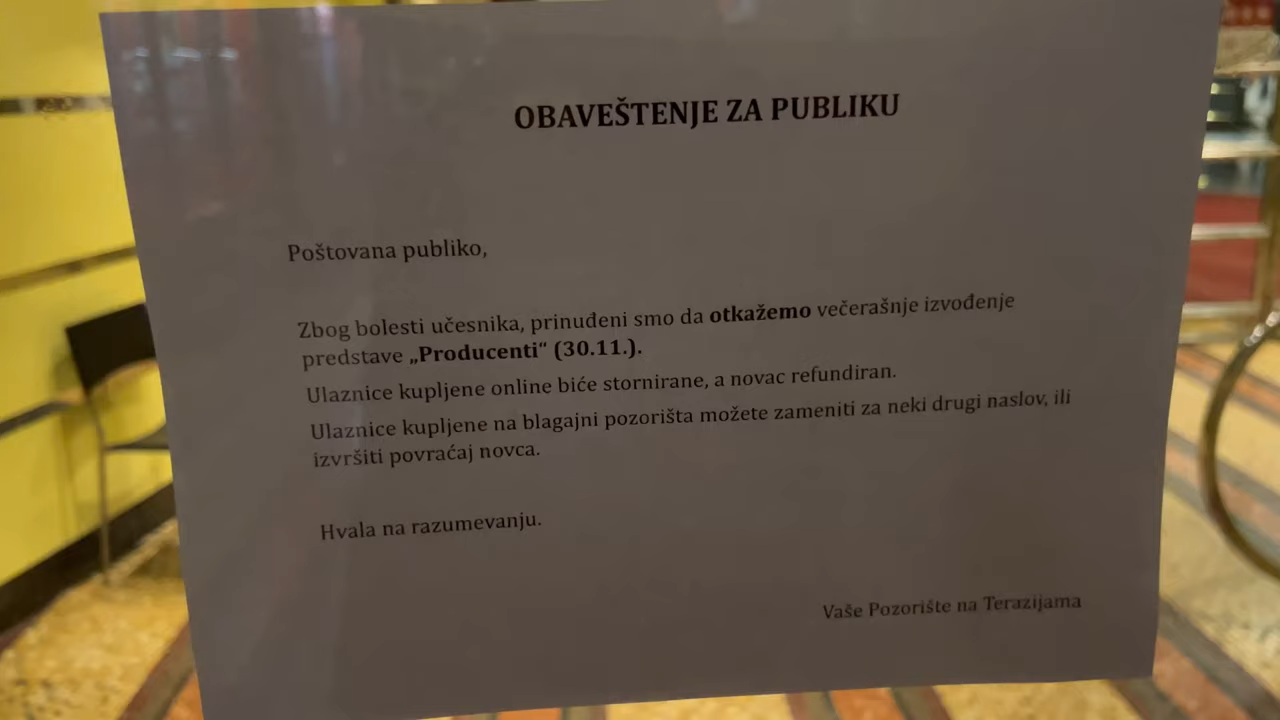 OBAVEŠTENJE ZA PUBLIKU
Poštovana publiko,
Zbog bolesti učesnika, prinuđeni smo da otkažemo večerašnje izvođenje
predstave „Producenti“ (30.11.).
Ulaznice kupljene online biće stornirane, a novac refundiran.
Ulaznice kupljene na blagajni pozorišta možete zameniti za neki drugi naslov, ili
izvršiti povraćaj novca.
Hvala na razumevanju.
Vaše Pozorište na Terazijama